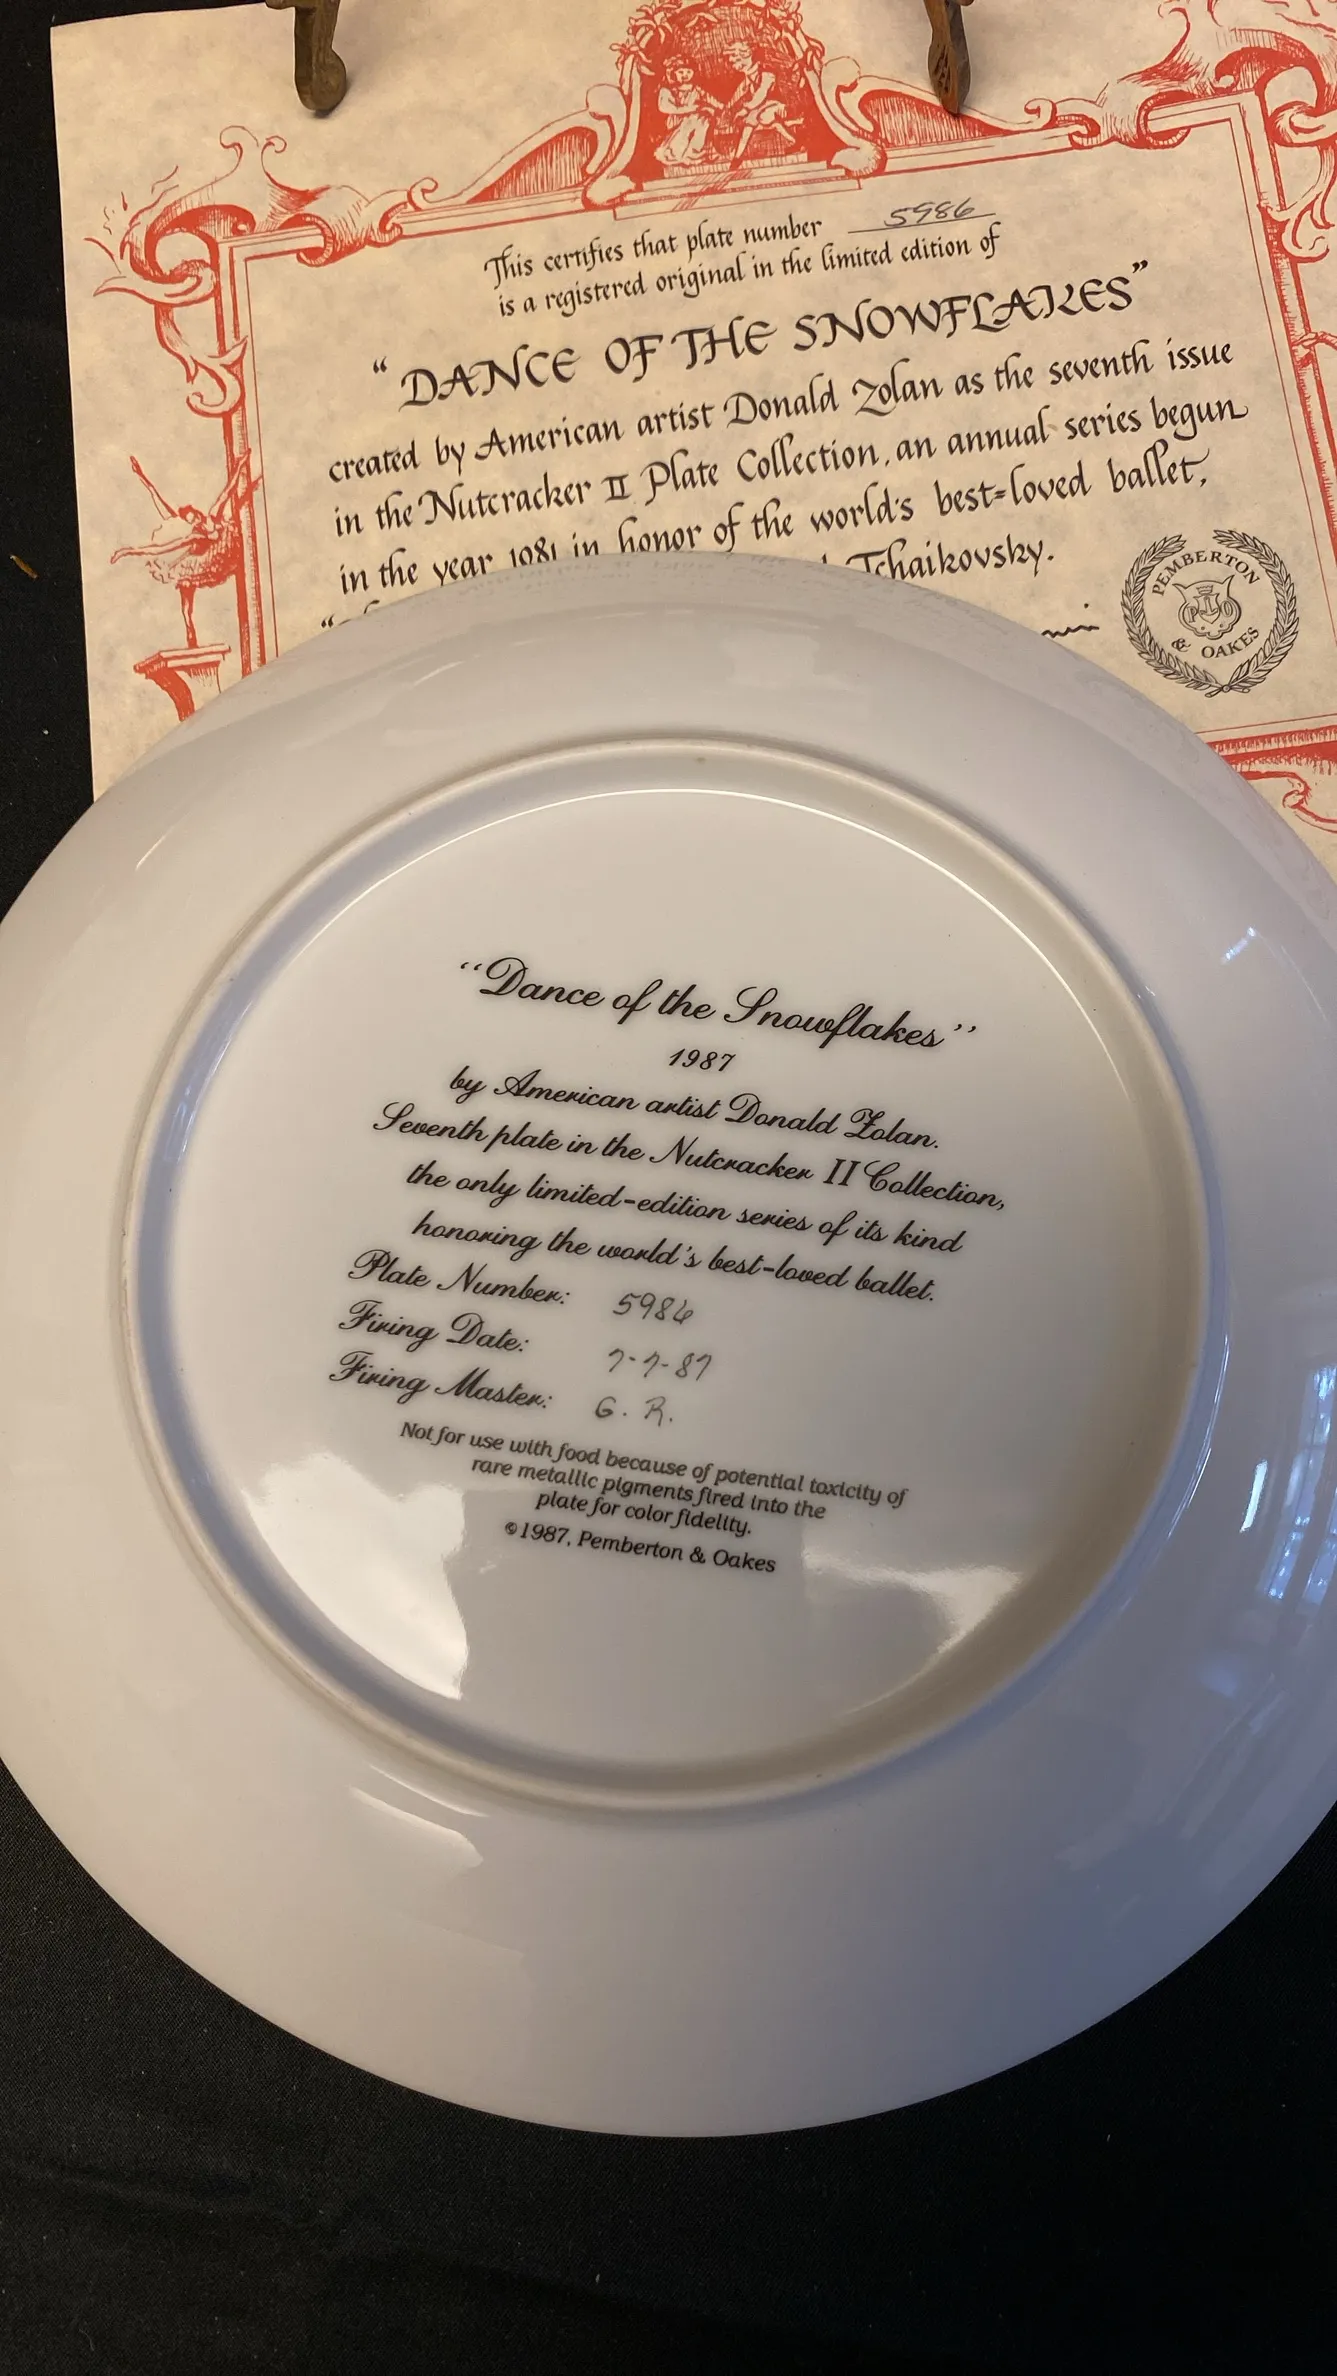 This certifies that plate number 5986
is a registered original in the limited edition of
"DANCE OF THE SNOWFLAKES"
created by American artist Donald Zolan as the seventh issue
in the Nutcracker II Plate Collection, an annual series begun
in the year 1981 in honor of the world's best=loved ballet,
Tchaikovsky.
PEMBERTON
P&O
& OAKES
"Dance of the Snowflakes"
1987
by American artist Donald Zolan.
Seventh plate in the Nutcracker II Collection,
the only limited-edition series of its kind
honoring the world's best-loved ballet.
Plate Number: 5986
Firing Date: 7-7-87
Firing Master: G. R.
Not for use with food because of potential toxicity of
rare metallic pigments fired into the
plate for color fidelity.
©1987, Pemberton & Oakes